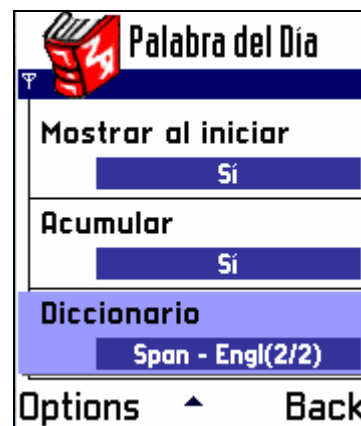 Palabra del Día
Mostrar al iniciar
Sí
Acumular
Sí
Diccionario
Span - Engl(2/2)
Options Back